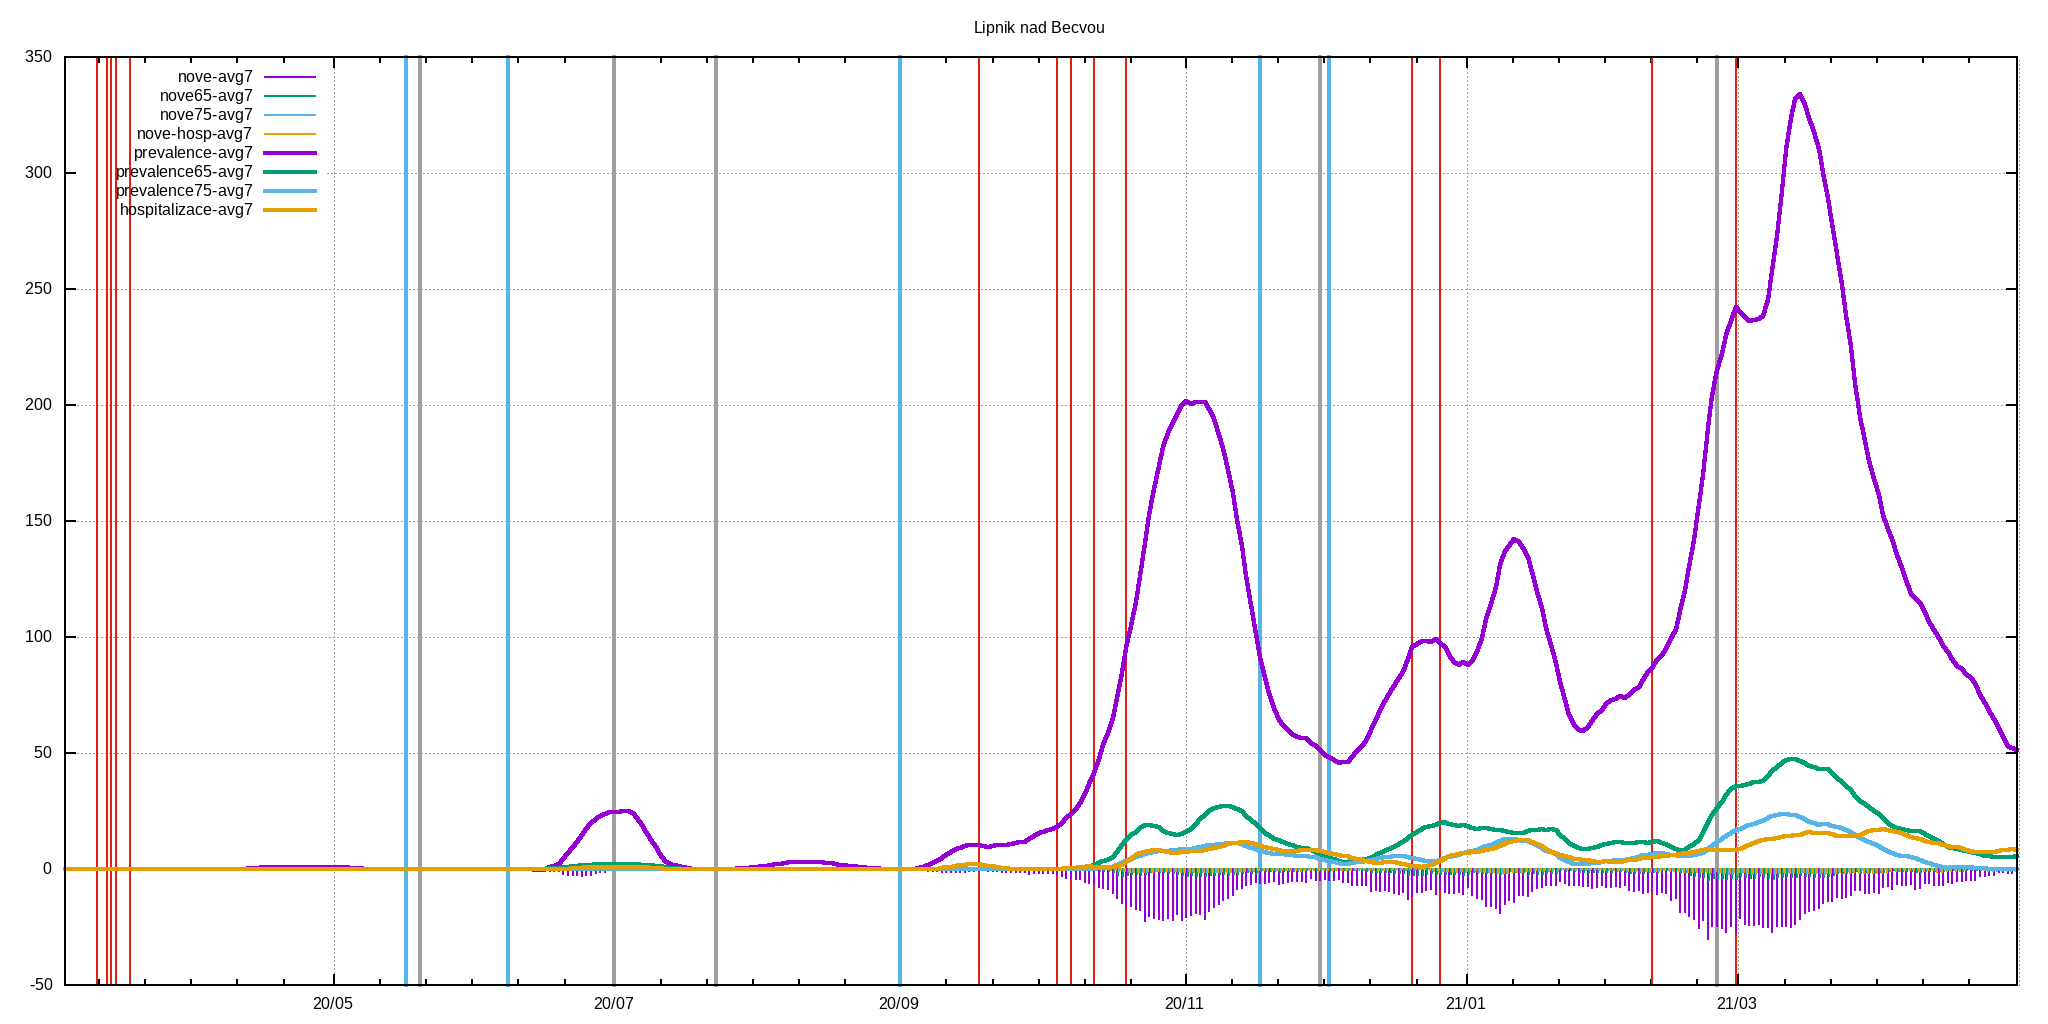 Lipnik nad Becvou
350
300
250
200
150
100
50
0
-50
nove-avg7
nove65-avg7
nove75-avg7
nove-hosp-avg7
prevalence-avg7
prevalence65-avg7
prevalence75-avg7
hospitalizace-avg7
20/05 20/07 20/09 20/11 21/01 21/03